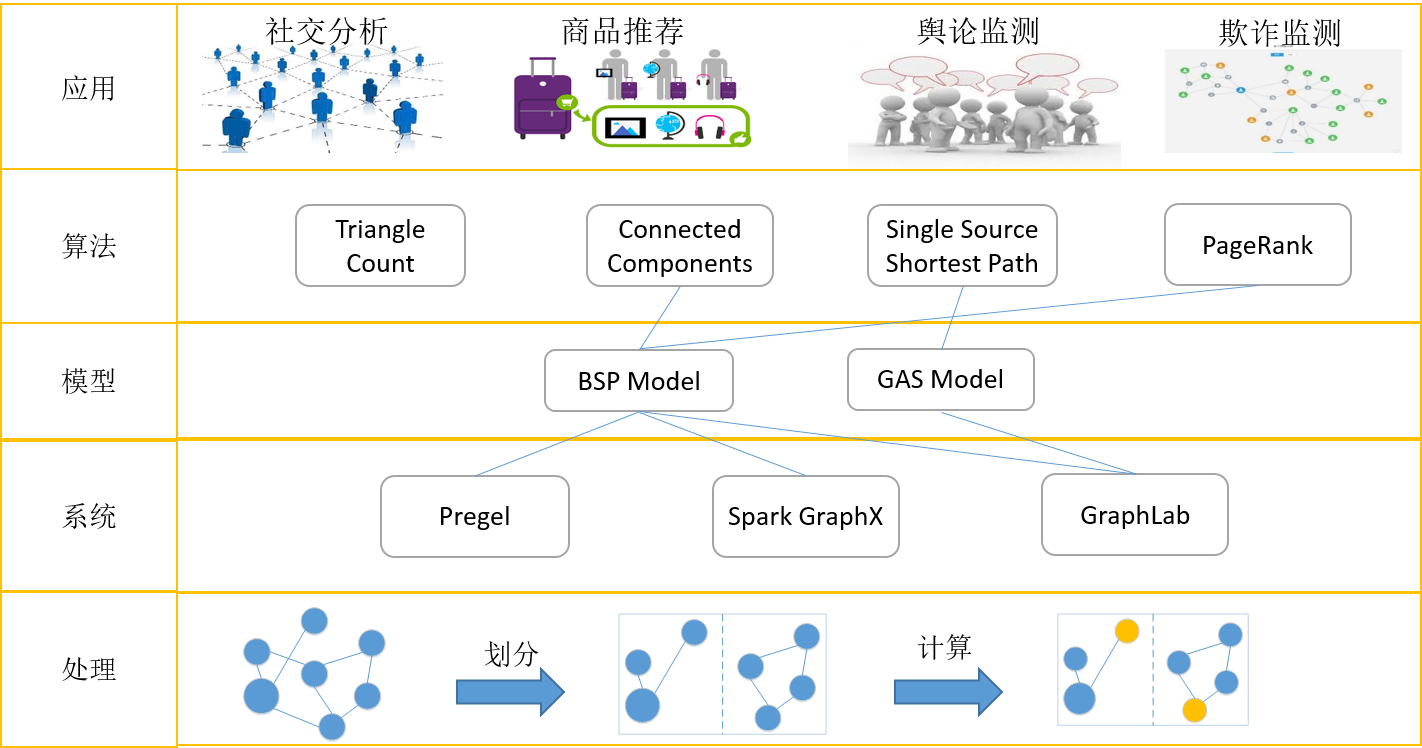 应用
社交分析
商品推荐
舆论监测
欺诈监测
算法
Triangle
Count
Connected
Components
Single Source
Shortest Path
PageRank
模型
BSP Model
GAS Model
系统
Pregel
Spark GraphX
GraphLab
处理
划分
计算